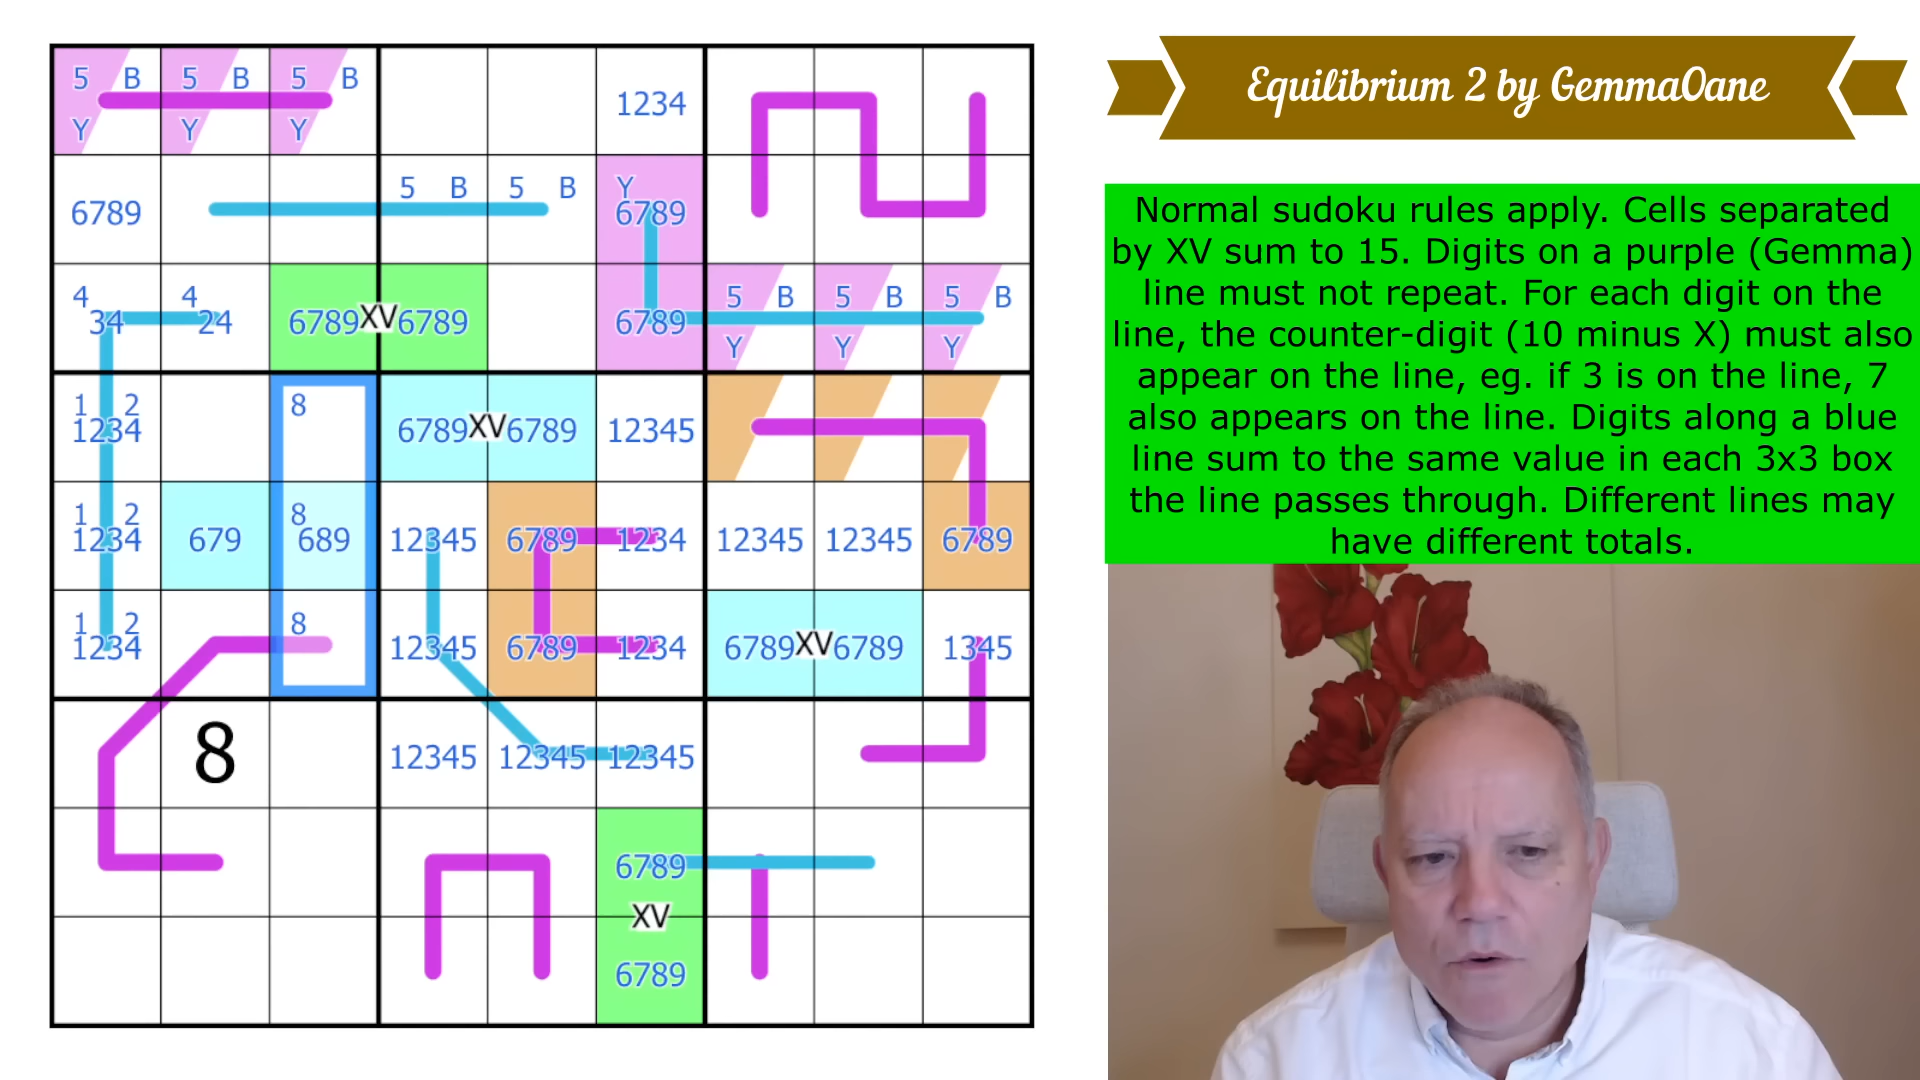 Equilibrium 2 by GemmaOane
Normal sudoku rules apply. Cells separated
by XV sum to 15. Digits on a purple (Gemma)
line must not repeat. For each digit on the
line, the counter-digit (10 minus X) must also
appear on the line, eg. if 3 is on the line, 7
also appears on the line. Digits along a blue
line sum to the same value in each 3x3 box
the line passes through. Different lines may
have different totals.
5 B 5 B 5 B
1234
Y Y Y
5 B 5 B Y
6789 6789
4 4 5 B 5 B 5 B
34 24 6789 XV 6789 6789
Y Y Y
1 2 8
1234 6789 XV 6789 12345
1 2 8
1234 679 689 12345 6789 1234 12345 12345 6789
1 2 8
1234 12345 6789 1234 6789 XV 6789 1345
8 12345 12345 12345
6789
XV
6789